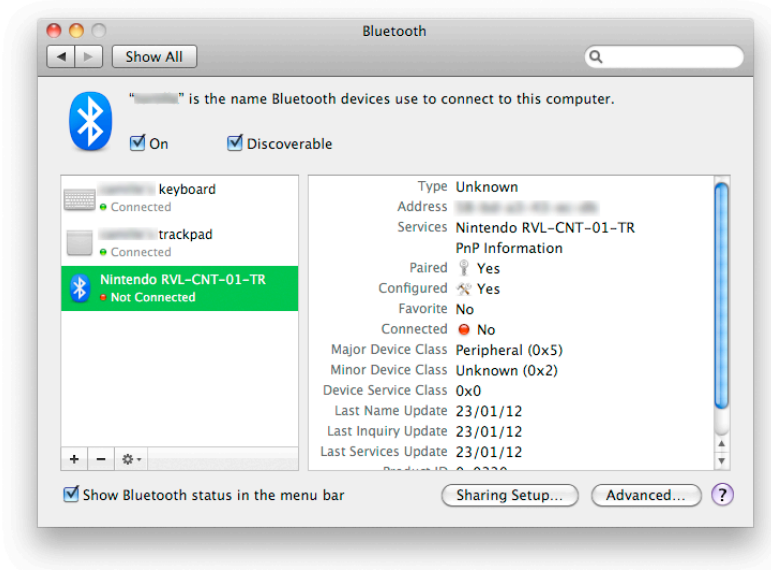 Bluetooth
Show All
“ ” is the name Bluetooth devices use to connect to this computer.
On
Discoverable
keyboard
Connected
trackpad
Connected
Nintendo RVL-CNT-01-TR
Not Connected
Type Unknown
Address
Services Nintendo RVL-CNT-01-TR
PnP Information
Paired Yes
Configured Yes
Favorite No
Connected No
Major Device Class Peripheral (0x5)
Minor Device Class Unknown (0x2)
Device Service Class 0x0
Last Name Update 23/01/12
Last Inquiry Update 23/01/12
Last Services Update 23/01/12
Show Bluetooth status in the menu bar
Sharing Setup...
Advanced...
?